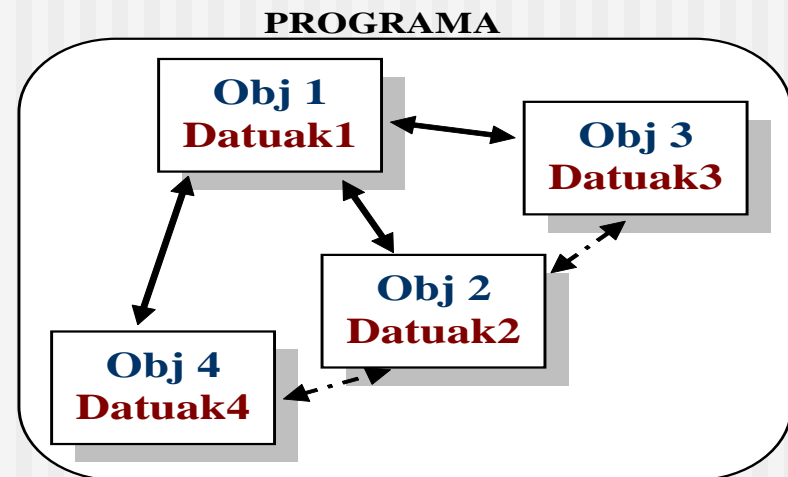 PROGRAMA
Obj 1
Datuak1
Obj 3
Datuak3
Obj 2
Datuak2
Obj 4
Datuak4